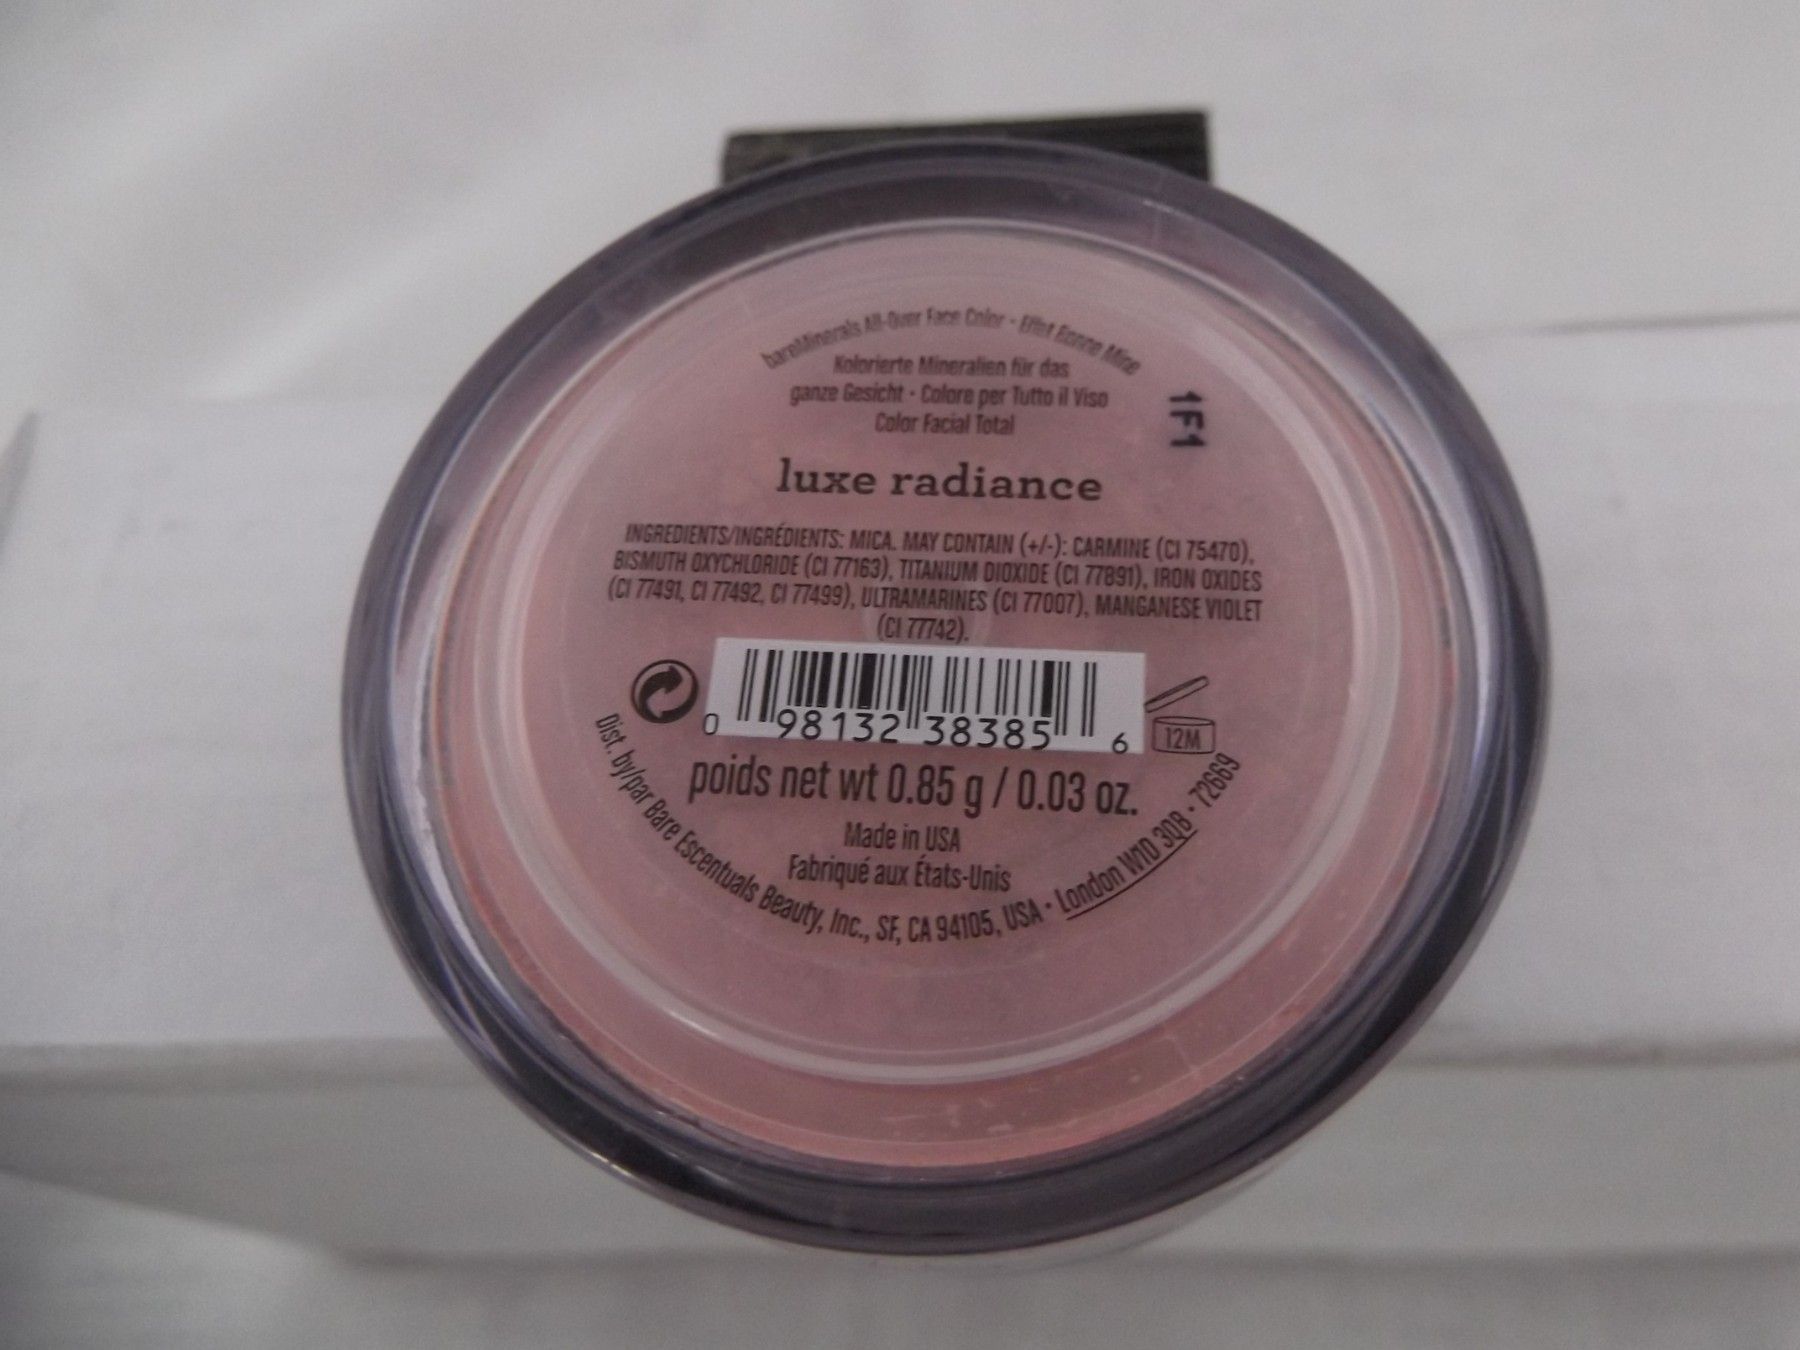 bareMinerals All-Over Face Color - Effet Bonne Mine
Kolorierte Mineralien für das
ganze Gesicht · Colore per Tutto il Viso
Color Facial Total
1F1
luxe radiance
INGREDIENTS/INGRÉDIENTS: MICA. MAY CONTAIN (+/-): CARMINE (CI 75470),
BISMUTH OXYCHLORIDE (CI 77163), TITANIUM DIOXIDE (CI 77891), IRON OXIDES
(CI 77491, CI 77492, CI 77499), ULTRAMARINES (CI 77007), MANGANESE VIOLET
(CI 77742).
0 98132 38385 6
12M
poids net wt 0.85 g / 0.03 oz.
Made in USA
Fabriqué aux États-Unis
Dist. by/par Bare Escentuals Beauty, Inc., SF, CA 94105, USA · London W1D 3QB · 72669